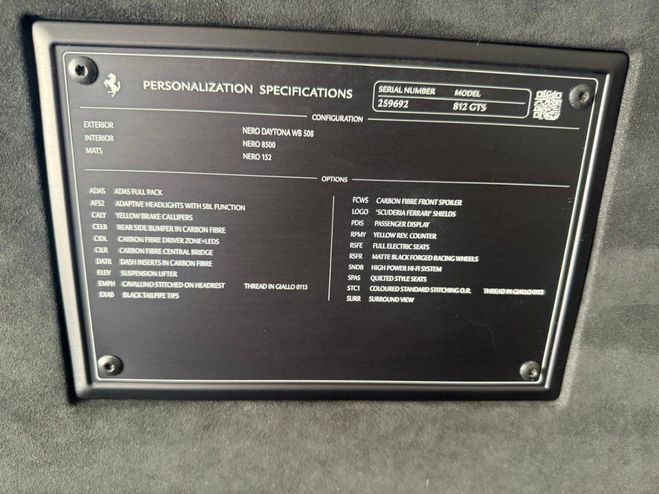 PERSONALIZATION SPECIFICATIONS
SERIAL NUMBER MODEL
259692 812 GTS
CONFIGURATION
EXTERIOR NERO DAYTONA WB 508
INTERIOR NERO 8500
MATS NERO 152
OPTIONS
ADAS ADAS FULL PACK
AFS2 ADAPTIVE HEADLIGHTS WITH SBL FUNCTION
CALY YELLOW BRAKE CALLIPERS
CELB REAR SIDE BUMPER IN CARBON FIBRE
CIDL CARBON FIBRE DRIVER ZONE+LEDS
CILR CARBON FIBRE CENTRAL BRIDGE
DATR DASH INSERTS IN CARBON FIBRE
ELEV SUSPENSION LIFTER
EMPH CAVALLINO STITCHED ON HEADREST THREAD IN GIALLO 0113
EXAB BLACK TAILPIPE TIPS
FCWS CARBON FIBRE FRONT SPOILER
LOGO "SCUDERIA FERRARI" SHIELDS
PDIS PASSENGER DISPLAY
RPMY YELLOW REV. COUNTER
RSFE FULL ELECTRIC SEATS
RSFR MATTE BLACK FORGED RACING WHEELS
SNDB HIGH POWER HI-FI SYSTEM
SPAS QUILTED STYLE SEATS
STC1 COLOURED STANDARD STITCHING O.R. THREAD IN GIALLO 0113
SURR SURROUND VIEW